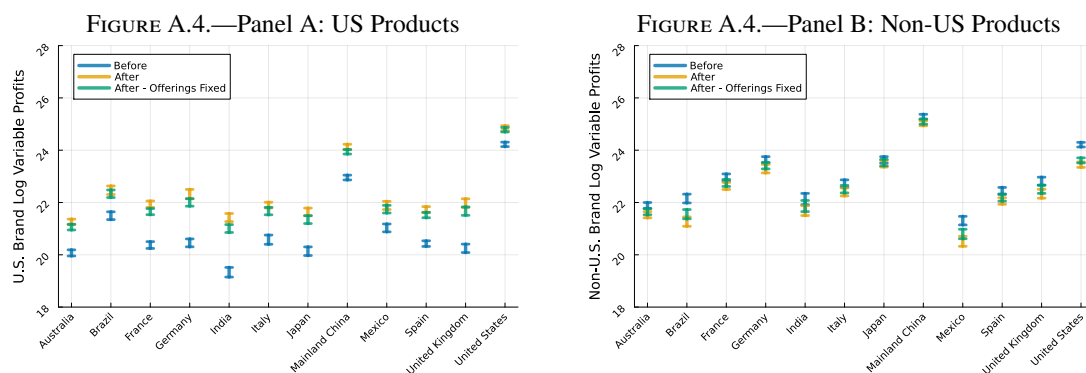 FIGURE A.4.—Panel A: US Products
U.S. Brand Log Variable Profits
28
26
24
22
20
18
Before
After
After - Offerings Fixed
Australia
Brazil
France
Germany
India
Italy
Japan
Mainland China
Mexico
Spain
United Kingdom
United States
FIGURE A.4.—Panel B: Non-US Products
Non-U.S. Brand Log Variable Profits
28
26
24
22
20
18
Before
After
After - Offerings Fixed
Australia
Brazil
France
Germany
India
Italy
Japan
Mainland China
Mexico
Spain
United Kingdom
United States